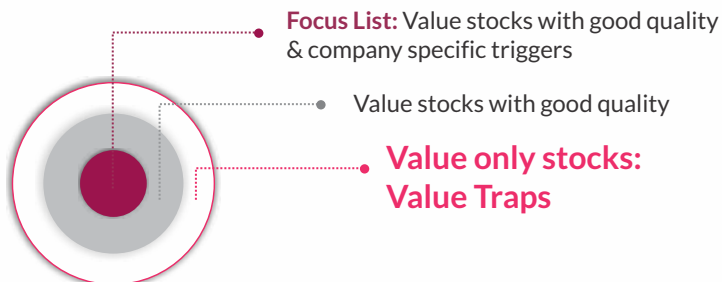 Focus List: Value stocks with good quality
& company specific triggers
Value stocks with good quality
Value only stocks:
Value Traps